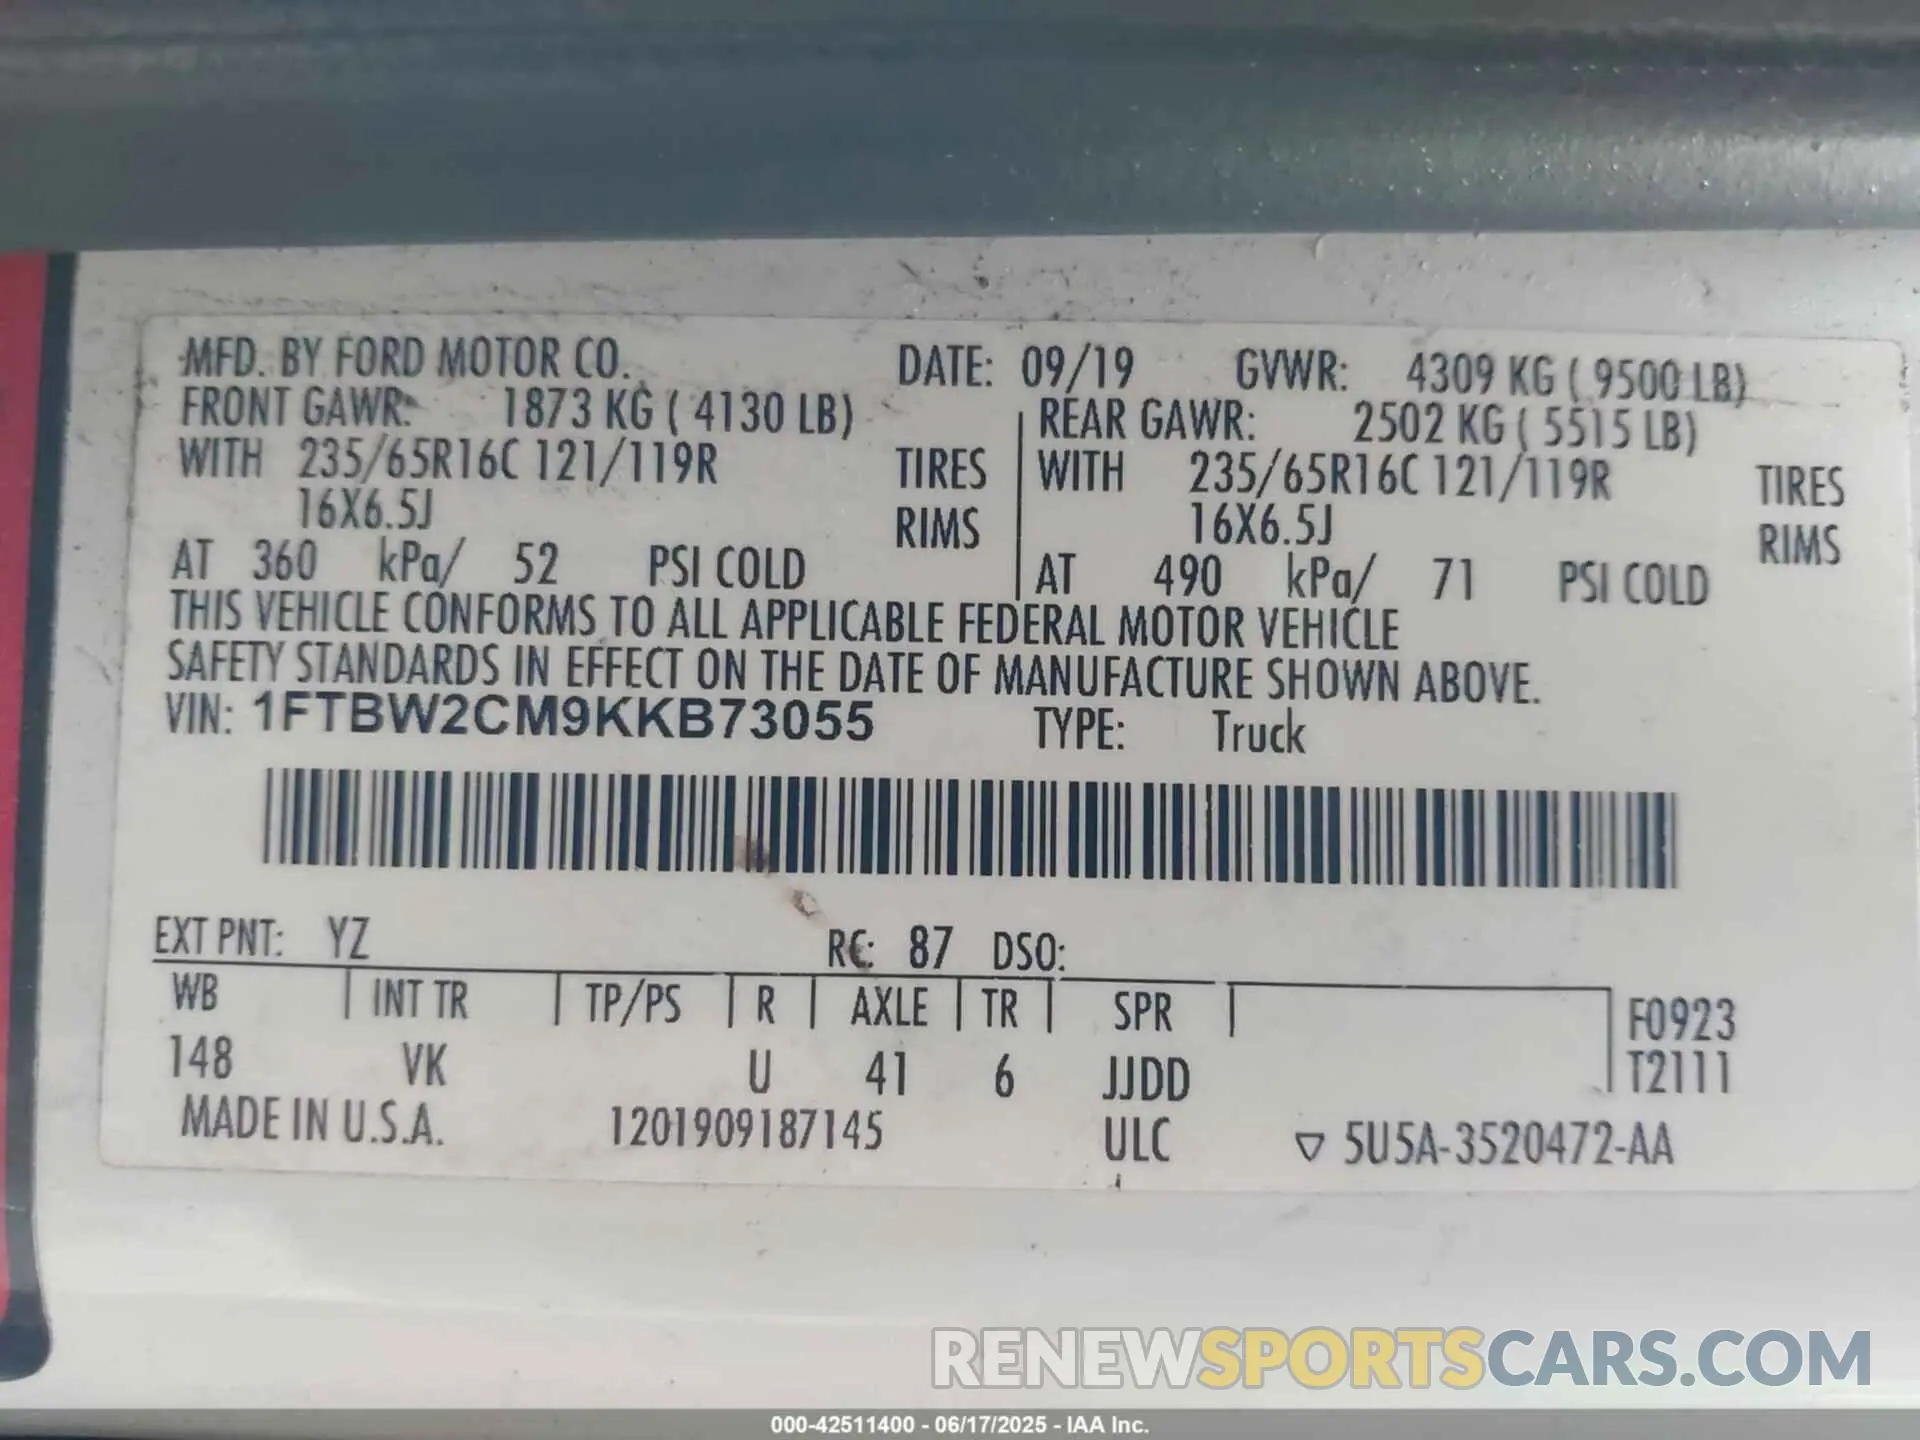 MFD. BY FORD MOTOR CO. DATE: 09/19 GVWR: 4309 KG ( 9500 LB)
FRONT GAWR: 1873 KG ( 4130 LB) REAR GAWR: 2502 KG ( 5515 LB)
WITH 235/65R16C 121/119R TIRES WITH 235/65R16C 121/119R TIRES
16X6.5J RIMS 16X6.5J RIMS
AT 360 kPa/ 52 PSI COLD AT 490 kPa/ 71 PSI COLD
THIS VEHICLE CONFORMS TO ALL APPLICABLE FEDERAL MOTOR VEHICLE
SAFETY STANDARDS IN EFFECT ON THE DATE OF MANUFACTURE SHOWN ABOVE.
VIN: 1FTBW2CM9KKB73055 TYPE: Truck
EXT PNT: YZ RC: 87 DSO:
WB INT TR TP/PS R AXLE TR SPR F0923
148 VK U 41 6 JJDD T2111
MADE IN U.S.A. 1201909187145 ULC ▽ 5U5A-3520472-AA
RENEWSPORTSCARS.COM
000-42511400 - 06/17/2025 - IAA Inc.